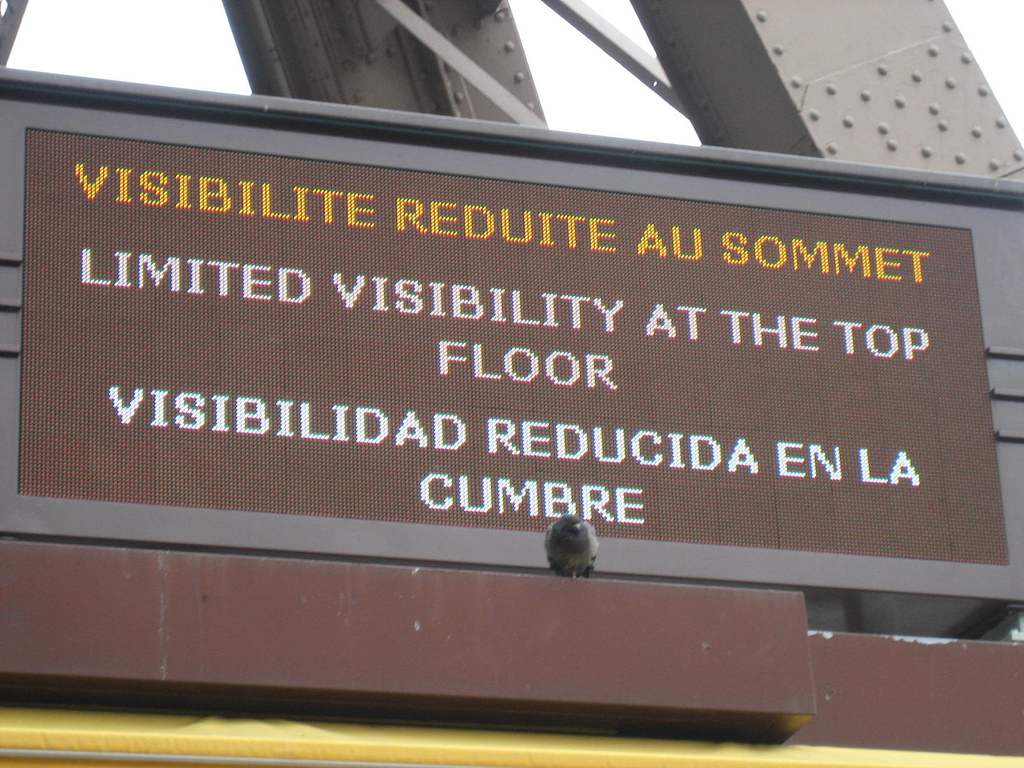 VISIBILITE REDUITE AU SOMMET
LIMITED VISIBILITY AT THE TOP
FLOOR
VISIBILIDAD REDUCIDA EN LA
CUMBRE